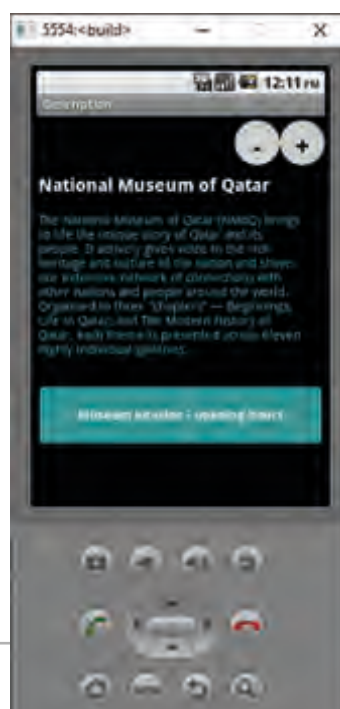 5554:<build>
12:11 PM
Description
- +
National Museum of Qatar
The National Museum of Qatar (NMoQ) brings
to life the unique story of Qatar and its
people. It actively gives voice to the rich
heritage and culture of the nation and
extensive network of connections with
other nations and people around the world.
Organised in three "chapters" — Beginnings,
Life in Qatar, and The Modern History of
Qatar, each theme is presented across eleven
highly individual galleries.
Museum location / opening hours